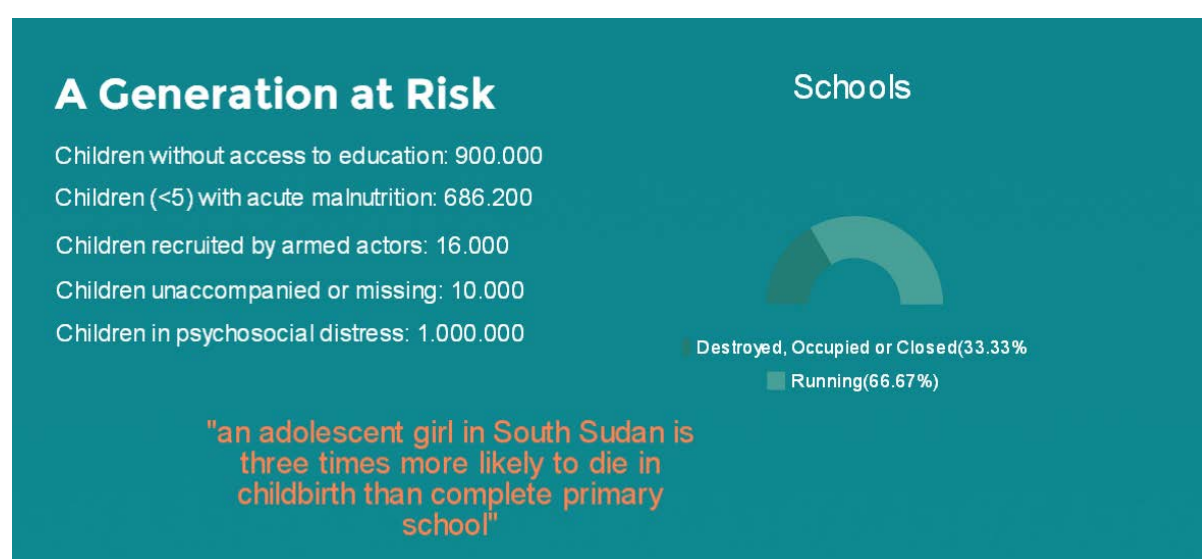 A Generation at Risk
Children without access to education: 900.000
Children (<5) with acute malnutrition: 686.200
Children recruited by armed actors: 16.000
Children unaccompanied or missing: 10.000
Children in psychosocial distress: 1.000.000
Schools
Destroyed, Occupied or Closed(33.33%
Running(66.67%)
"an adolescent girl in South Sudan is
three times more likely to die in
childbirth than complete primary
school"